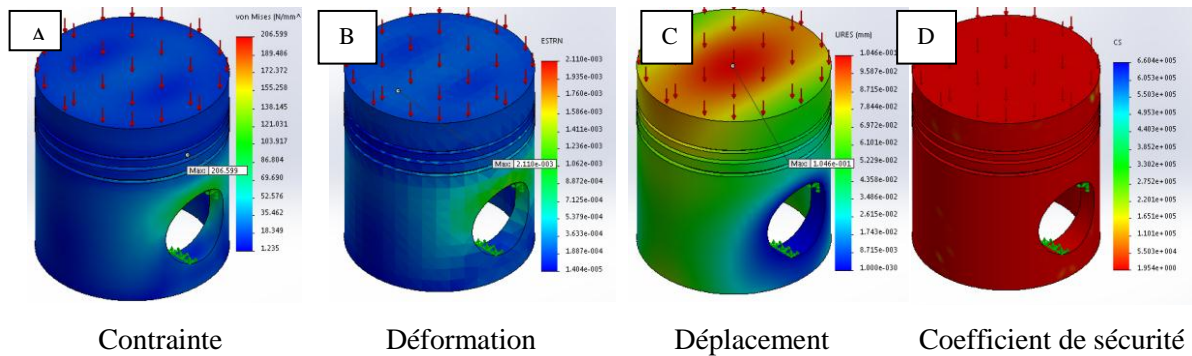 A
von Mises (N/mm^
206.599
189.486
172.372
155.258
138.145
121.031
103.917
86.804
69.690
52.576
35.462
18.349
1.235
Max: 206.599
B
ESTRN
2.110e-003
1.935e-003
1.760e-003
1.586e-003
1.411e-003
1.236e-003
1.062e-003
8.872e-004
7.125e-004
5.379e-004
3.633e-004
1.887e-004
1.404e-005
Max: 2.110e-003
C
URES (mm)
1.046e-001
9.587e-002
8.715e-002
7.844e-002
6.972e-002
6.101e-002
5.229e-002
4.358e-002
3.486e-002
2.615e-002
1.743e-002
8.715e-003
1.000e-030
Max: 1.046e-001
D
CS
6.604e+005
6.053e+005
5.503e+005
4.953e+005
4.402e+005
3.852e+005
3.302e+005
2.751e+005
2.201e+005
1.651e+005
1.101e+005
5.503e+004
1.954e+000
Contrainte
Déformation
Déplacement
Coefficient de sécurité